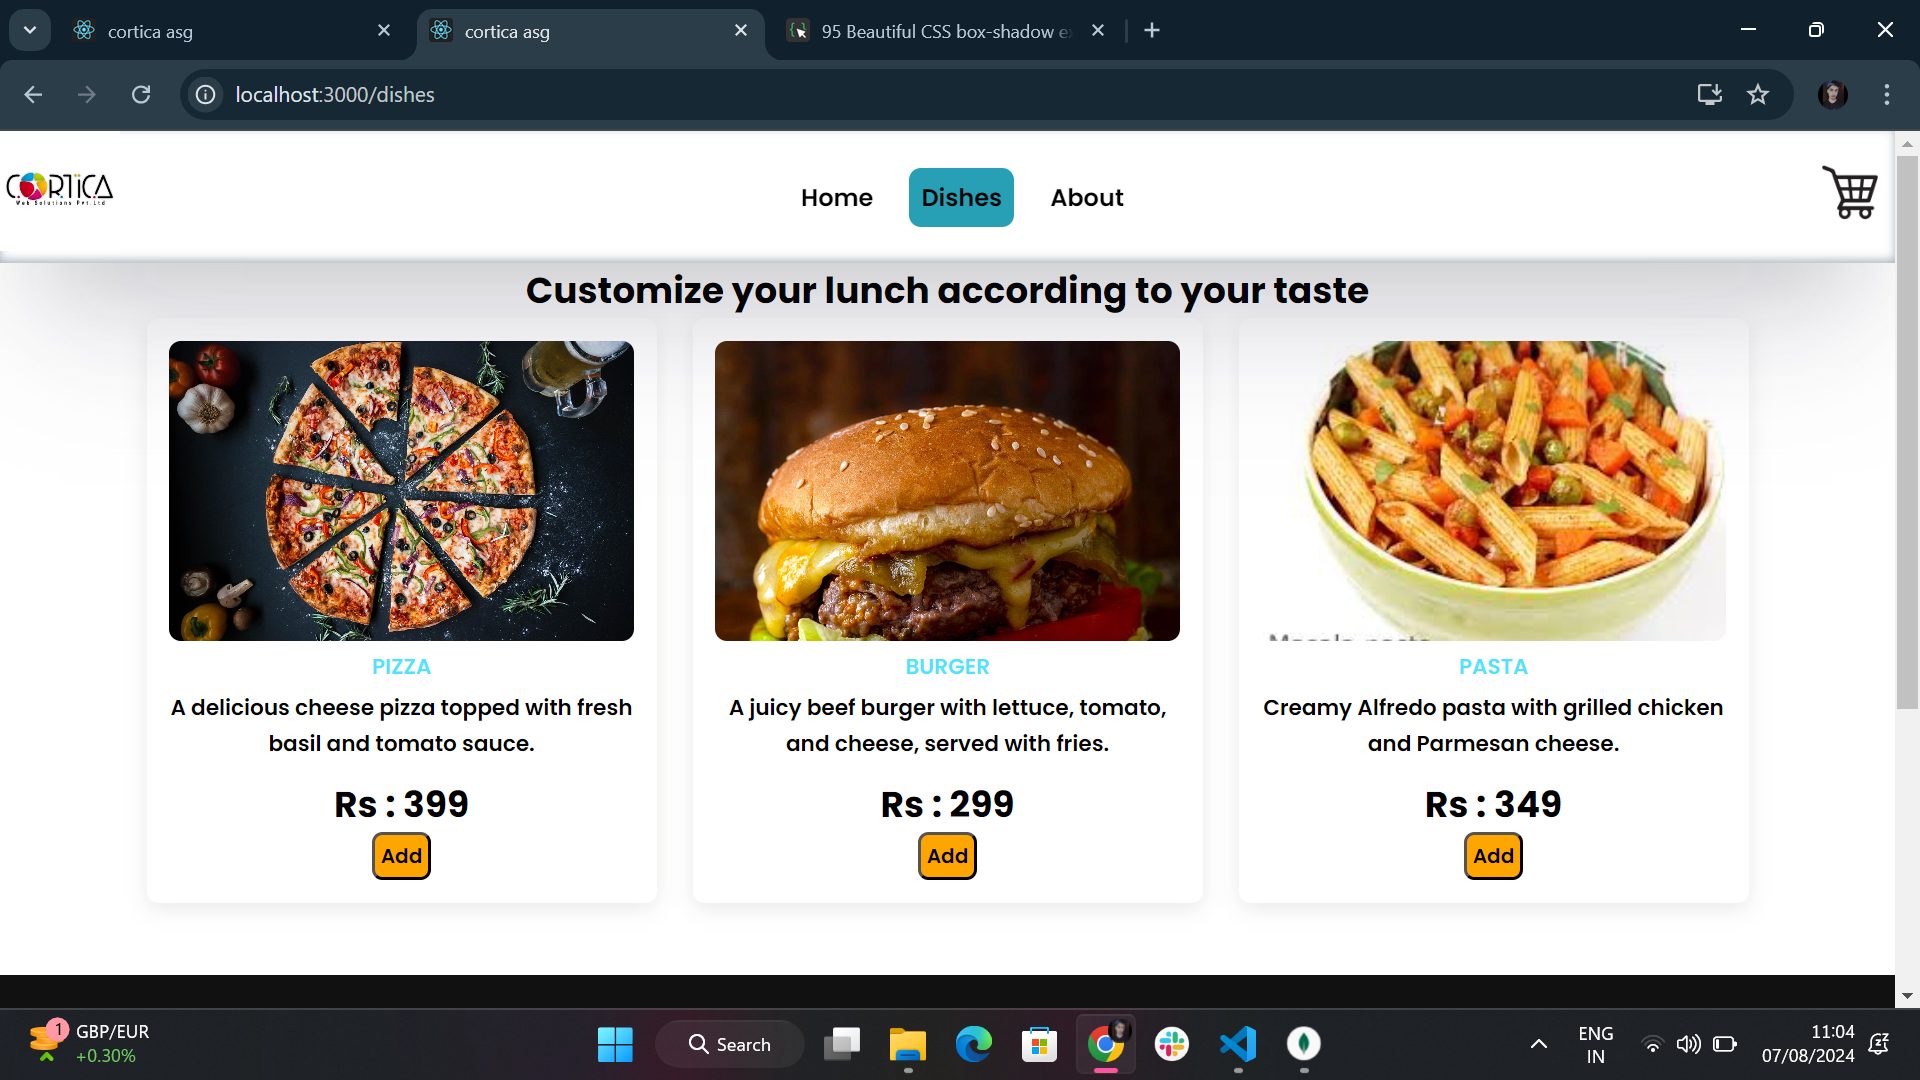 cortica asg
cortica asg
95 Beautiful CSS box-shadow e
localhost:3000/dishes
CORTICA
Web Solutions Pvt.Ltd
Home
Dishes
About
Customize your lunch according to your taste
PIZZA
A delicious cheese pizza topped with fresh
basil and tomato sauce.
Rs : 399
Add
BURGER
A juicy beef burger with lettuce, tomato,
and cheese, served with fries.
Rs : 299
Add
PASTA
Creamy Alfredo pasta with grilled chicken
and Parmesan cheese.
Rs : 349
Add
1
GBP/EUR
+0.30%
Search
ENG
IN
11:04
07/08/2024